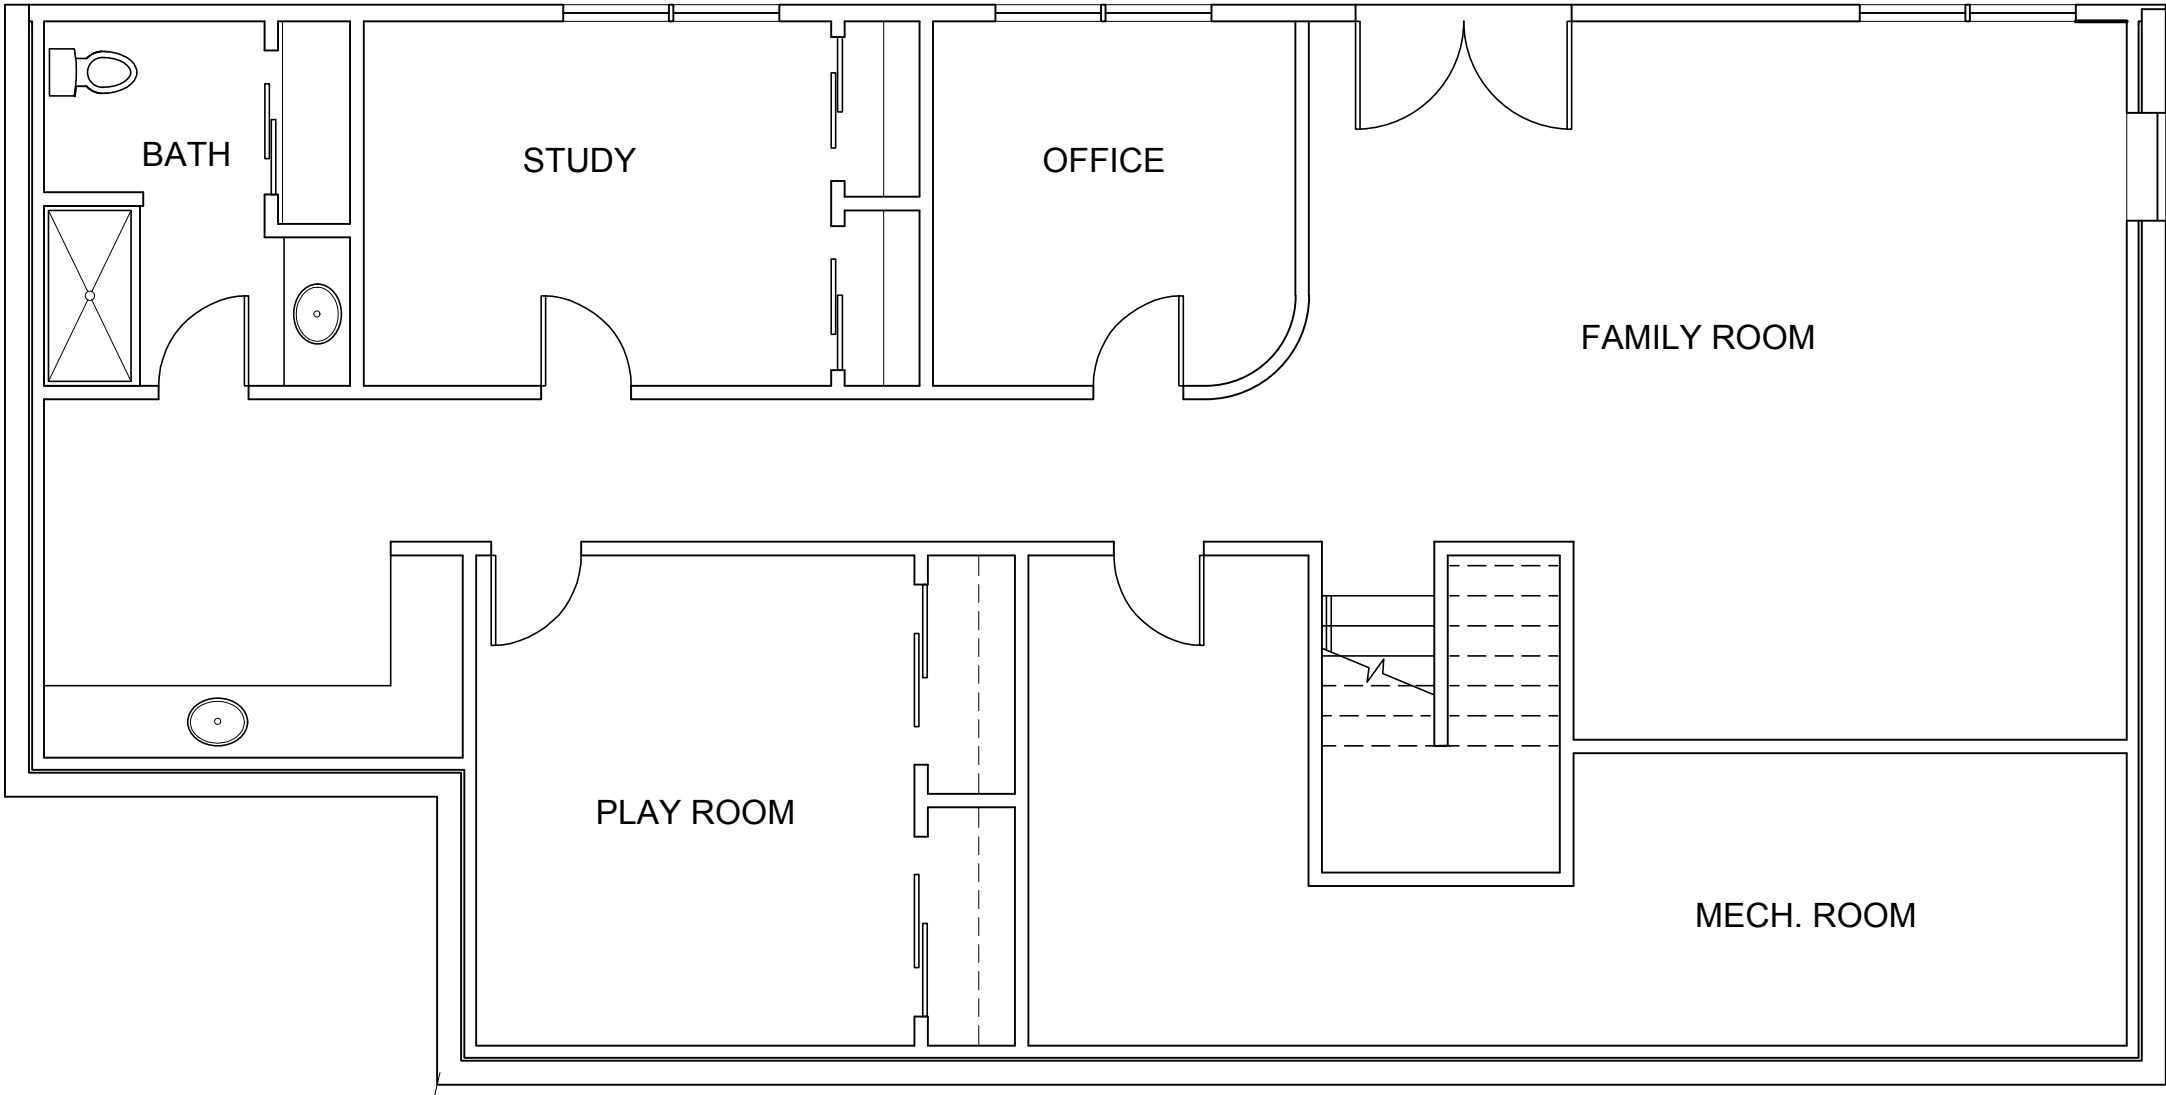 BATH
STUDY
OFFICE
FAMILY ROOM
PLAY ROOM
MECH. ROOM